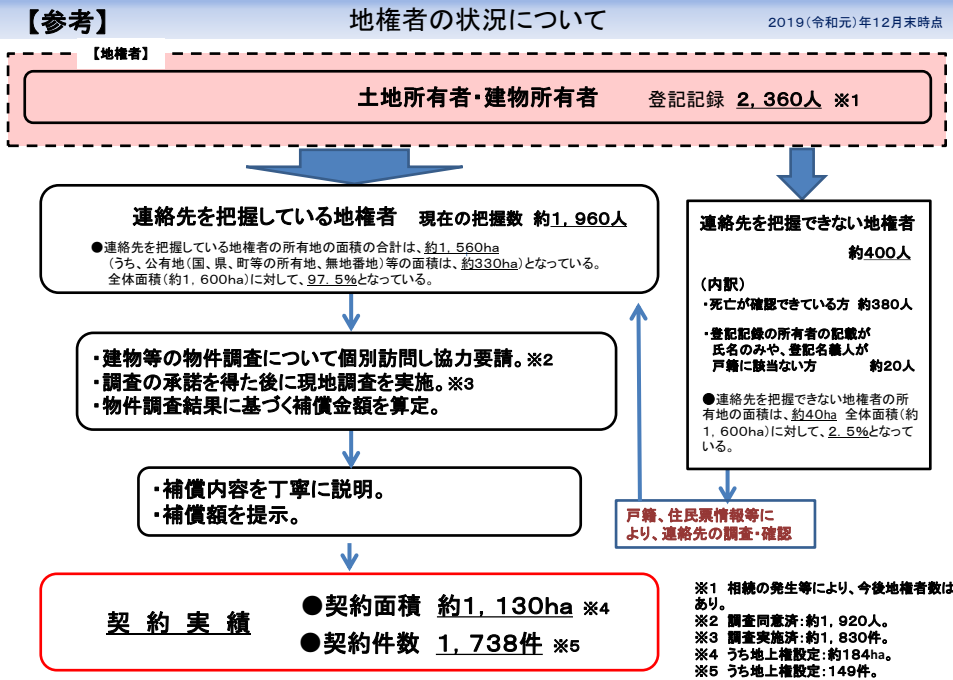 【参考】
地権者の状況について
2019(令和元)年12月末時点
【地権者】
土地所有者・建物所有者 登記記録 2,360人 ※1
連絡先を把握している地権者 現在の把握数 約1,960人
●連絡先を把握している地権者の所有地の面積の合計は、約1,560ha
(うち、公有地(国、県、町等の所有地、無地番地)等の面積は、約330ha)となっている。
全体面積(約1,600ha)に対して、97.5%となっている。
・建物等の物件調査について個別訪問し協力要請。※2
・調査の承諾を得た後に現地調査を実施。※3
・物件調査結果に基づく補償金額を算定。
・補償内容を丁寧に説明。
・補償額を提示。
契約実績
●契約面積 約1,130ha ※4
●契約件数 1,738件 ※5
連絡先を把握できない地権者
約400人
(内訳)
・死亡が確認できている方 約380人
・登記記録の所有者の記載が
氏名のみや、登記名義人が
戸籍に該当ない方 約20人
●連絡先を把握できない地権者の所
有地の面積は、約40ha 全体面積(約
1,600ha)に対して、2.5%となって
いる。
戸籍、住民票情報等に
より、連絡先の調査・確認
※1 相続の発生等により、今後地権者数は
あり。
※2 調査同意済:約1,920人。
※3 調査実施済:約1,830件。
※4 うち地上権設定:約184ha。
※5 うち地上権設定:149件。